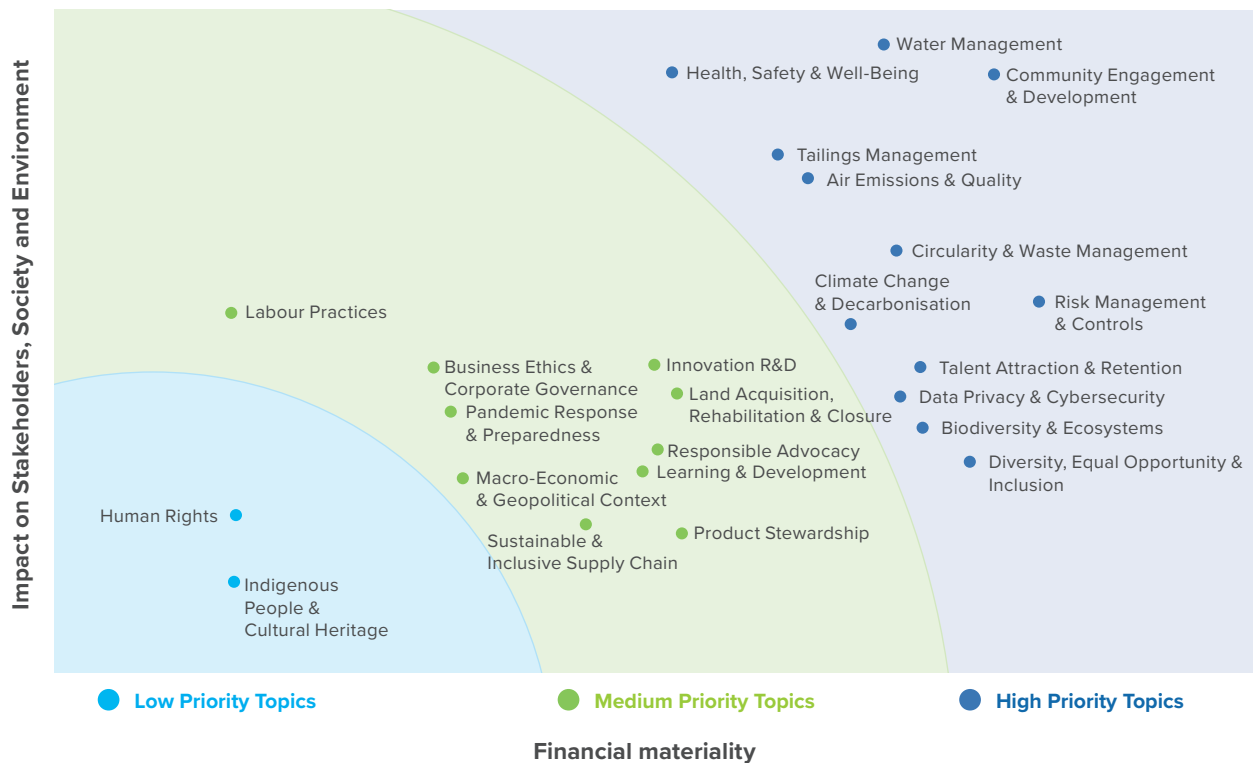 Impact on Stakeholders, Society and Environment
Water Management
Health, Safety & Well-Being
Community Engagement
& Development
Tailings Management
Air Emissions & Quality
Circularity & Waste Management
Climate Change
& Decarbonisation
Risk Management
& Controls
Labour Practices
Business Ethics &
Corporate Governance
Innovation R&D
Talent Attraction & Retention
Land Acquisition,
Rehabilitation & Closure
Data Privacy & Cybersecurity
Pandemic Response
& Preparedness
Biodiversity & Ecosystems
Responsible Advocacy
Learning & Development
Diversity, Equal Opportunity &
Inclusion
Macro-Economic
& Geopolitical Context
Human Rights
Sustainable &
Inclusive Supply Chain
Product Stewardship
Indigenous
People &
Cultural Heritage
Low Priority Topics
Medium Priority Topics
High Priority Topics
Financial materiality